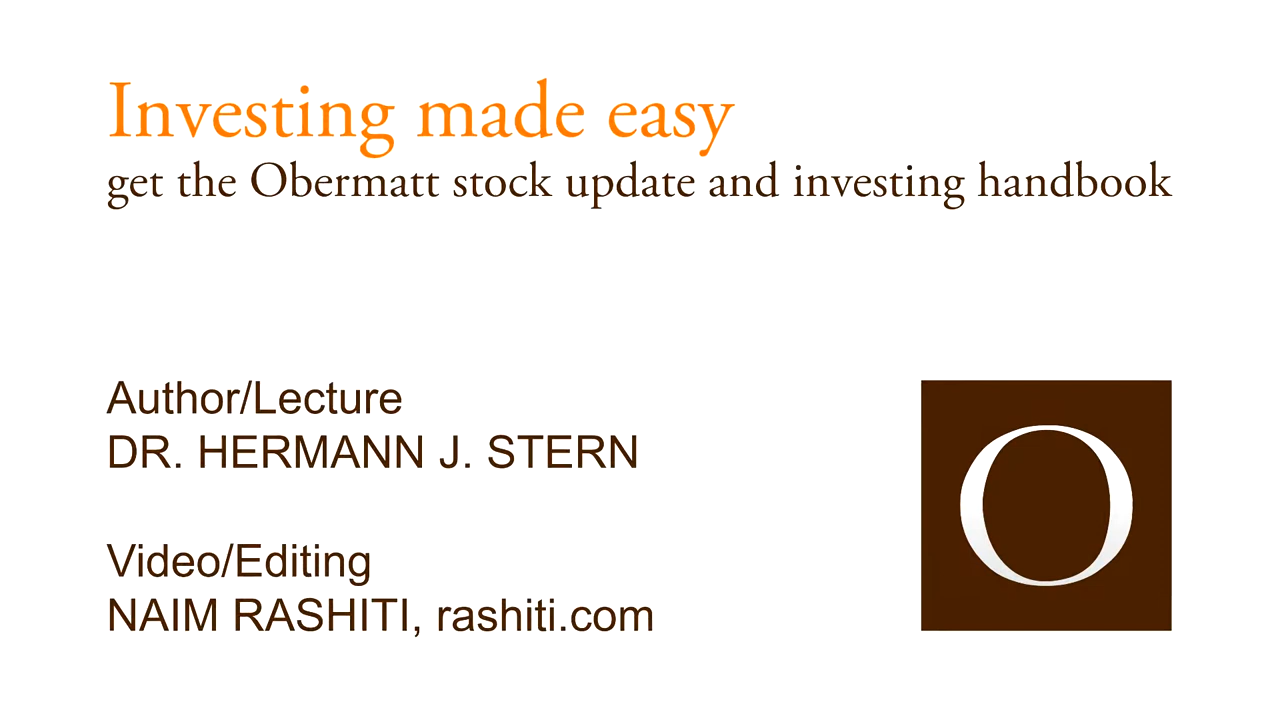 Investing made easy
get the Obermatt stock update and investing handbook
Author/Lecture
DR. HERMANN J. STERN
Video/Editing
NAIM RASHITI, rashiti.com
O